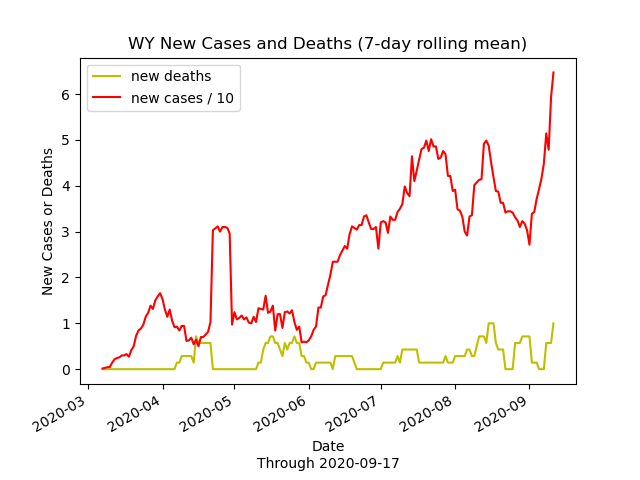 WY New Cases and Deaths (7-day rolling mean)
new deaths
new cases / 10
New Cases or Deaths
6
5
4
3
2
1
0
2020-03
2020-04
2020-05
2020-06
2020-07
2020-08
2020-09
Date
Through 2020-09-17